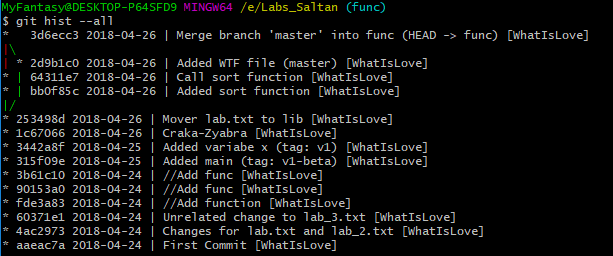 MyFantasy@DESKTOP-P64SFD9 MINGW64 /e/Labs_Saltan (func)
$ git hist --all
*   3d6ecc3 2018-04-26 | Merge branch 'master' into func (HEAD -> func) [WhatIsLove]
|\
| * 2d9b1c0 2018-04-26 | Added WTF file (master) [WhatIsLove]
* | 64311e7 2018-04-26 | Call sort function [WhatIsLove]
* | bb0f85c 2018-04-26 | Added sort function [WhatIsLove]
|/
* 253498d 2018-04-26 | Mover lab.txt to lib [WhatIsLove]
* 1c67066 2018-04-26 | Craka-Zyabra [WhatIsLove]
* 3442a8f 2018-04-25 | Added variabe x (tag: v1) [WhatIsLove]
* 315f09e 2018-04-25 | Added main (tag: v1-beta) [WhatIsLove]
* 3b61c10 2018-04-24 | //Add func [WhatIsLove]
* 90153a0 2018-04-24 | //Add func [WhatIsLove]
* fde3a83 2018-04-24 | //Add function [WhatIsLove]
* 60371e1 2018-04-24 | Unrelated change to lab_3.txt [WhatIsLove]
* 4ac2973 2018-04-24 | Changes for lab.txt and lab_2.txt [WhatIsLove]
* aaeac7a 2018-04-24 | First Commit [WhatIsLove]